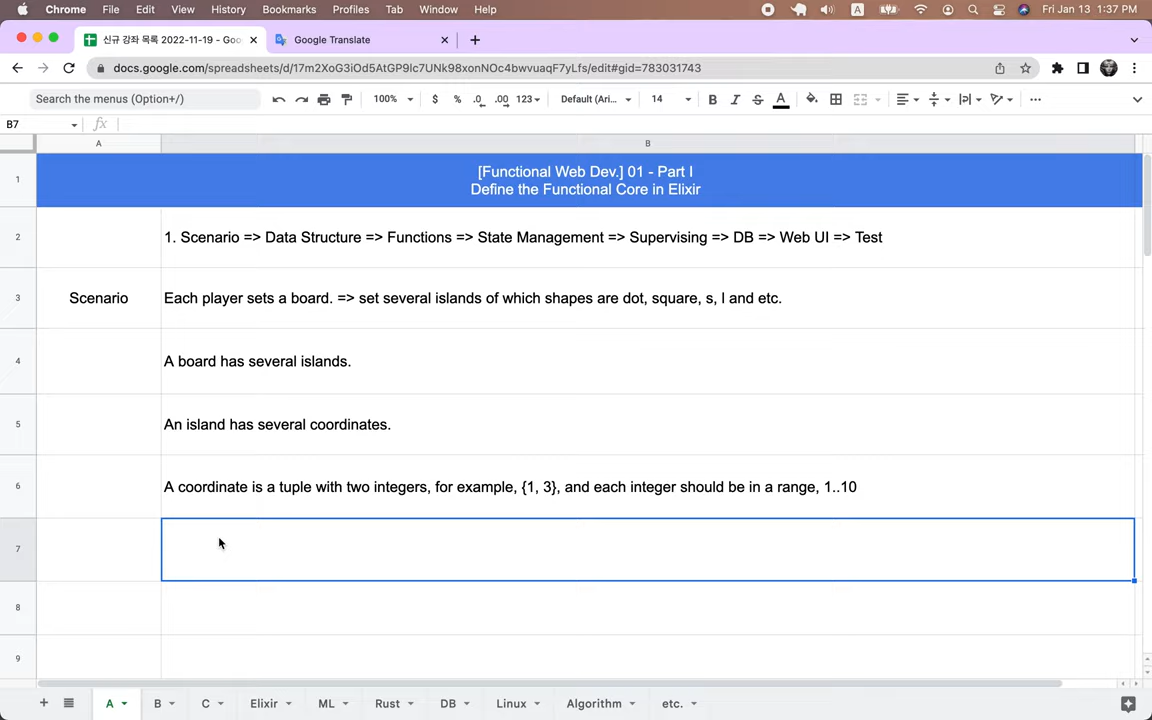 Chrome File Edit View History Bookmarks Profiles Tab Window Help A Fri Jan 13 1:37 PM
신규 강좌 목록 2022-11-19 - Goo Google Translate
docs.google.com/spreadsheets/d/17m2XoG3iOd5AtGP9lc7UNk98xonNOc4bwvuaqF7yLfs/edit#gid=783031743
Search the menus (Option+/) 100% $ % .0 .00 123 Default (Ari... 14 B I S A
B7 fx
A B
1 [Functional Web Dev.] 01 - Part I
Define the Functional Core in Elixir
2 1. Scenario => Data Structure => Functions => State Management => Supervising => DB => Web UI => Test
3 Scenario Each player sets a board. => set several islands of which shapes are dot, square, s, l and etc.
4 A board has several islands.
5 An island has several coordinates.
6 A coordinate is a tuple with two integers, for example, {1, 3}, and each integer should be in a range, 1..10
7
8
9
A B C Elixir ML Rust DB Linux Algorithm etc.